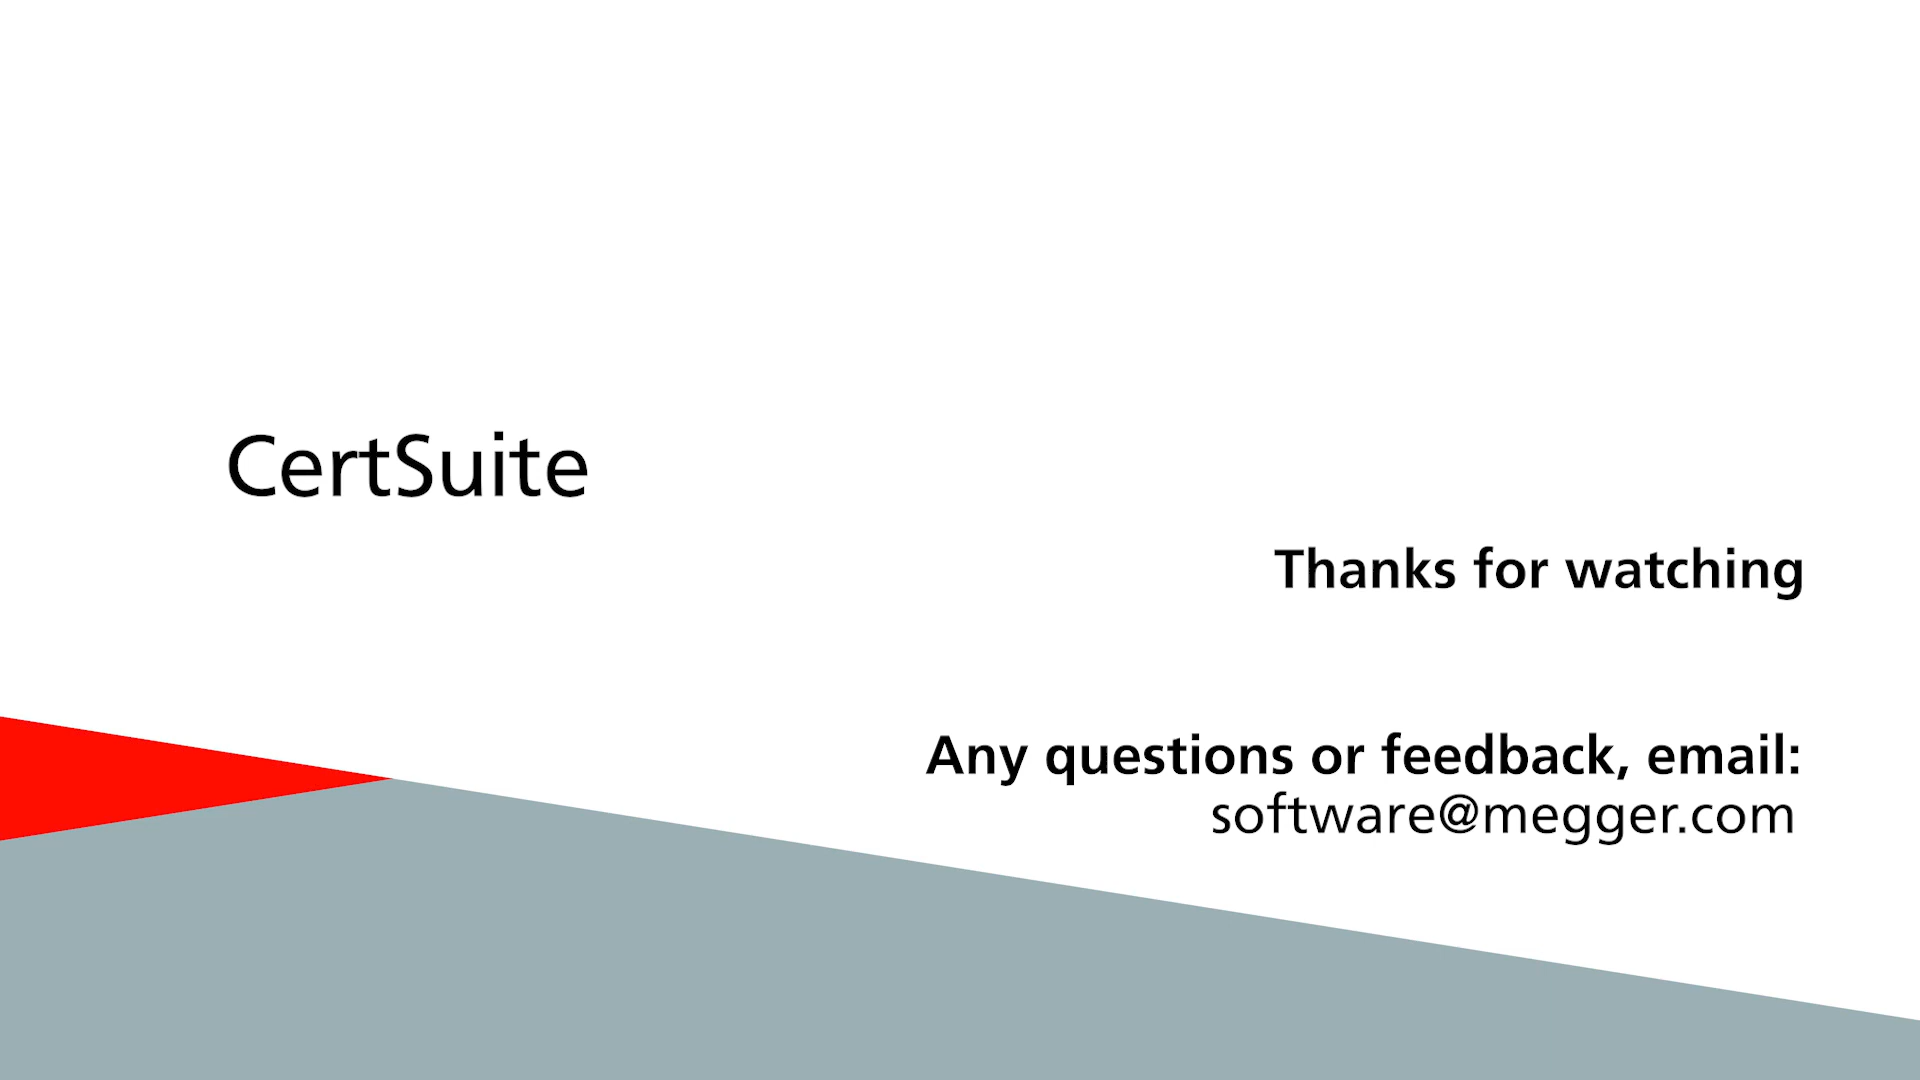 CertSuite
Thanks for watching
Any questions or feedback, email:
software@megger.com